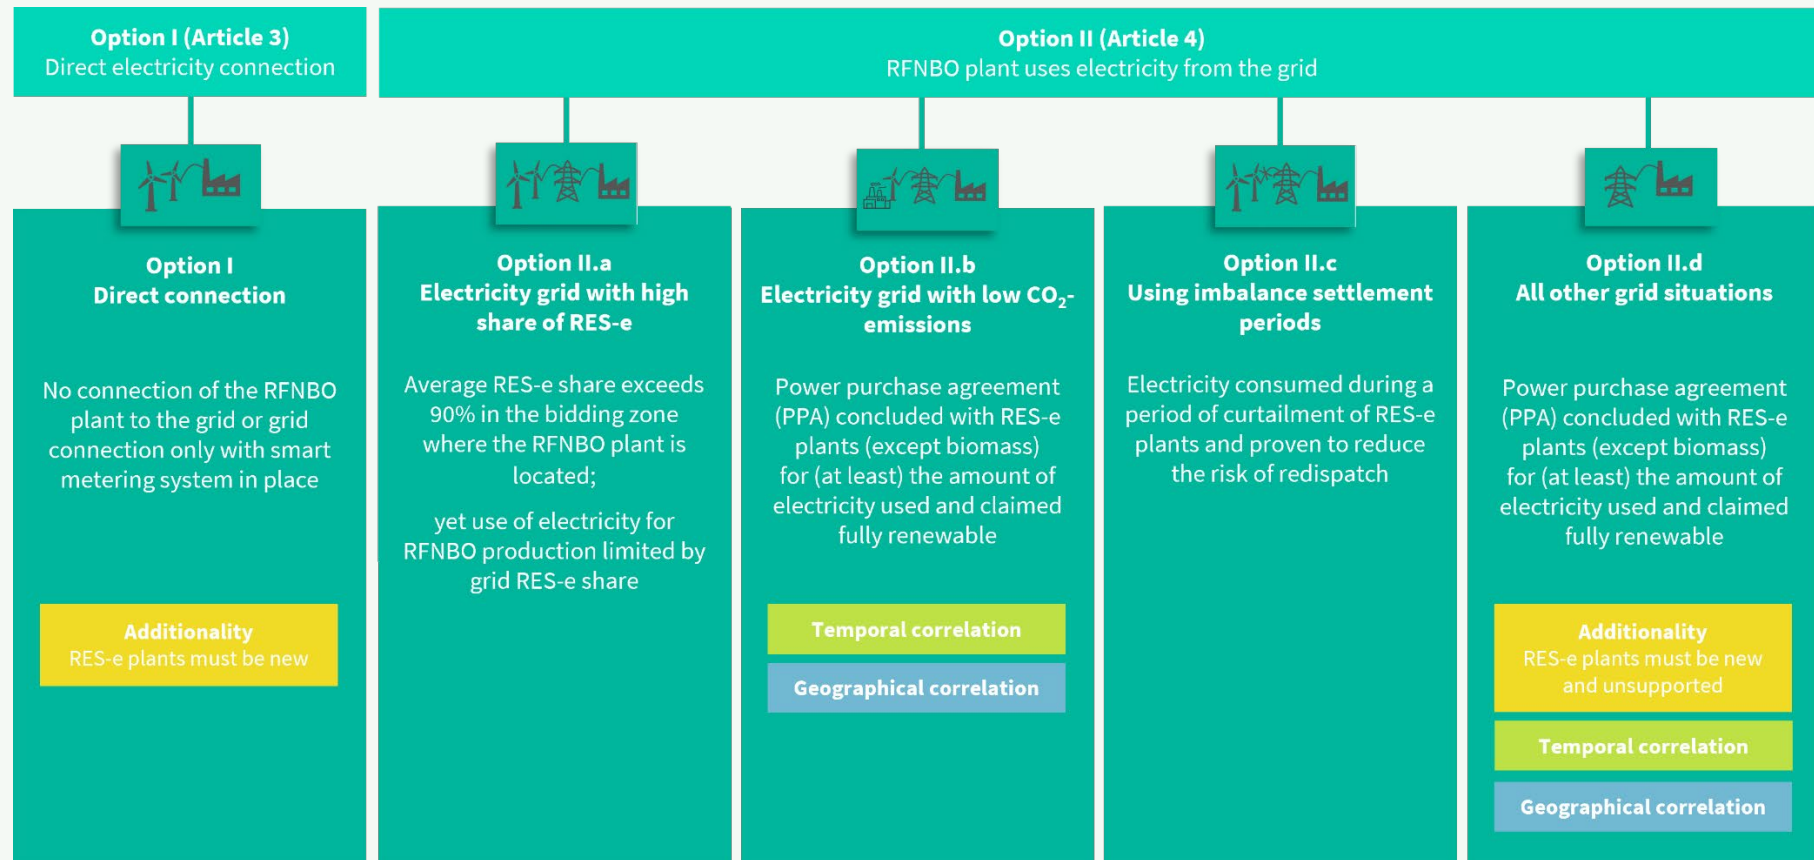 Option I (Article 3)
Direct electricity connection
Option II (Article 4)
RFNBO plant uses electricity from the grid
Option I
Direct connection
No connection of the RFNBO
plant to the grid or grid
connection only with smart
metering system in place
Additionality
RES-e plants must be new
Option II.a
Electricity grid with high
share of RES-e
Average RES-e share exceeds
90% in the bidding zone
where the RFNBO plant is
located;
yet use of electricity for
RFNBO production limited by
grid RES-e share
Option II.b
Electricity grid with low CO₂-
emissions
Power purchase agreement
(PPA) concluded with RES-e
plants (except biomass)
for (at least) the amount of
electricity used and claimed
fully renewable
Temporal correlation
Geographical correlation
Option II.c
Using imbalance settlement
periods
Electricity consumed during a
period of curtailment of RES-e
plants and proven to reduce
the risk of redispatch
Option II.d
All other grid situations
Power purchase agreement
(PPA) concluded with RES-e
plants (except biomass)
for (at least) the amount of
electricity used and claimed
fully renewable
Additionality
RES-e plants must be new
and unsupported
Temporal correlation
Geographical correlation